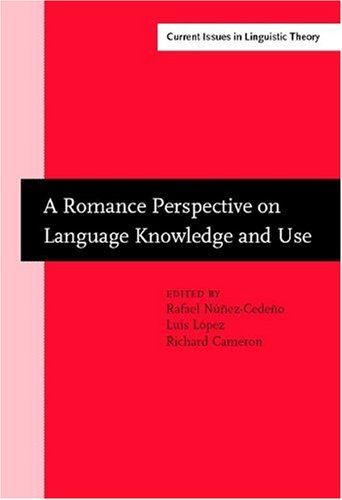 Current Issues in Linguistic Theory
A Romance Perspective on
Language Knowledge and Use
EDITED BY
Rafael Núñez-Cedeño
Luis López
Richard Cameron